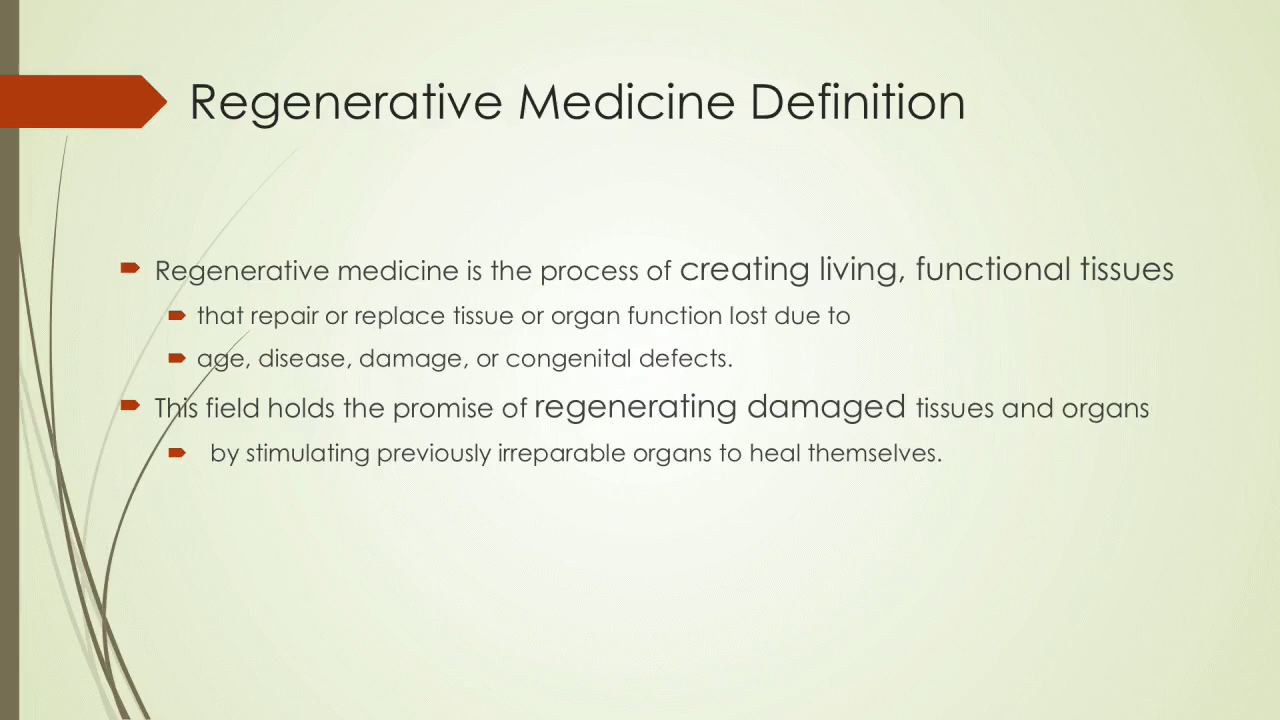 Regenerative Medicine Definition
Regenerative medicine is the process of creating living, functional tissues
that repair or replace tissue or organ function lost due to
age, disease, damage, or congenital defects.
This field holds the promise of regenerating damaged tissues and organs
by stimulating previously irreparable organs to heal themselves.